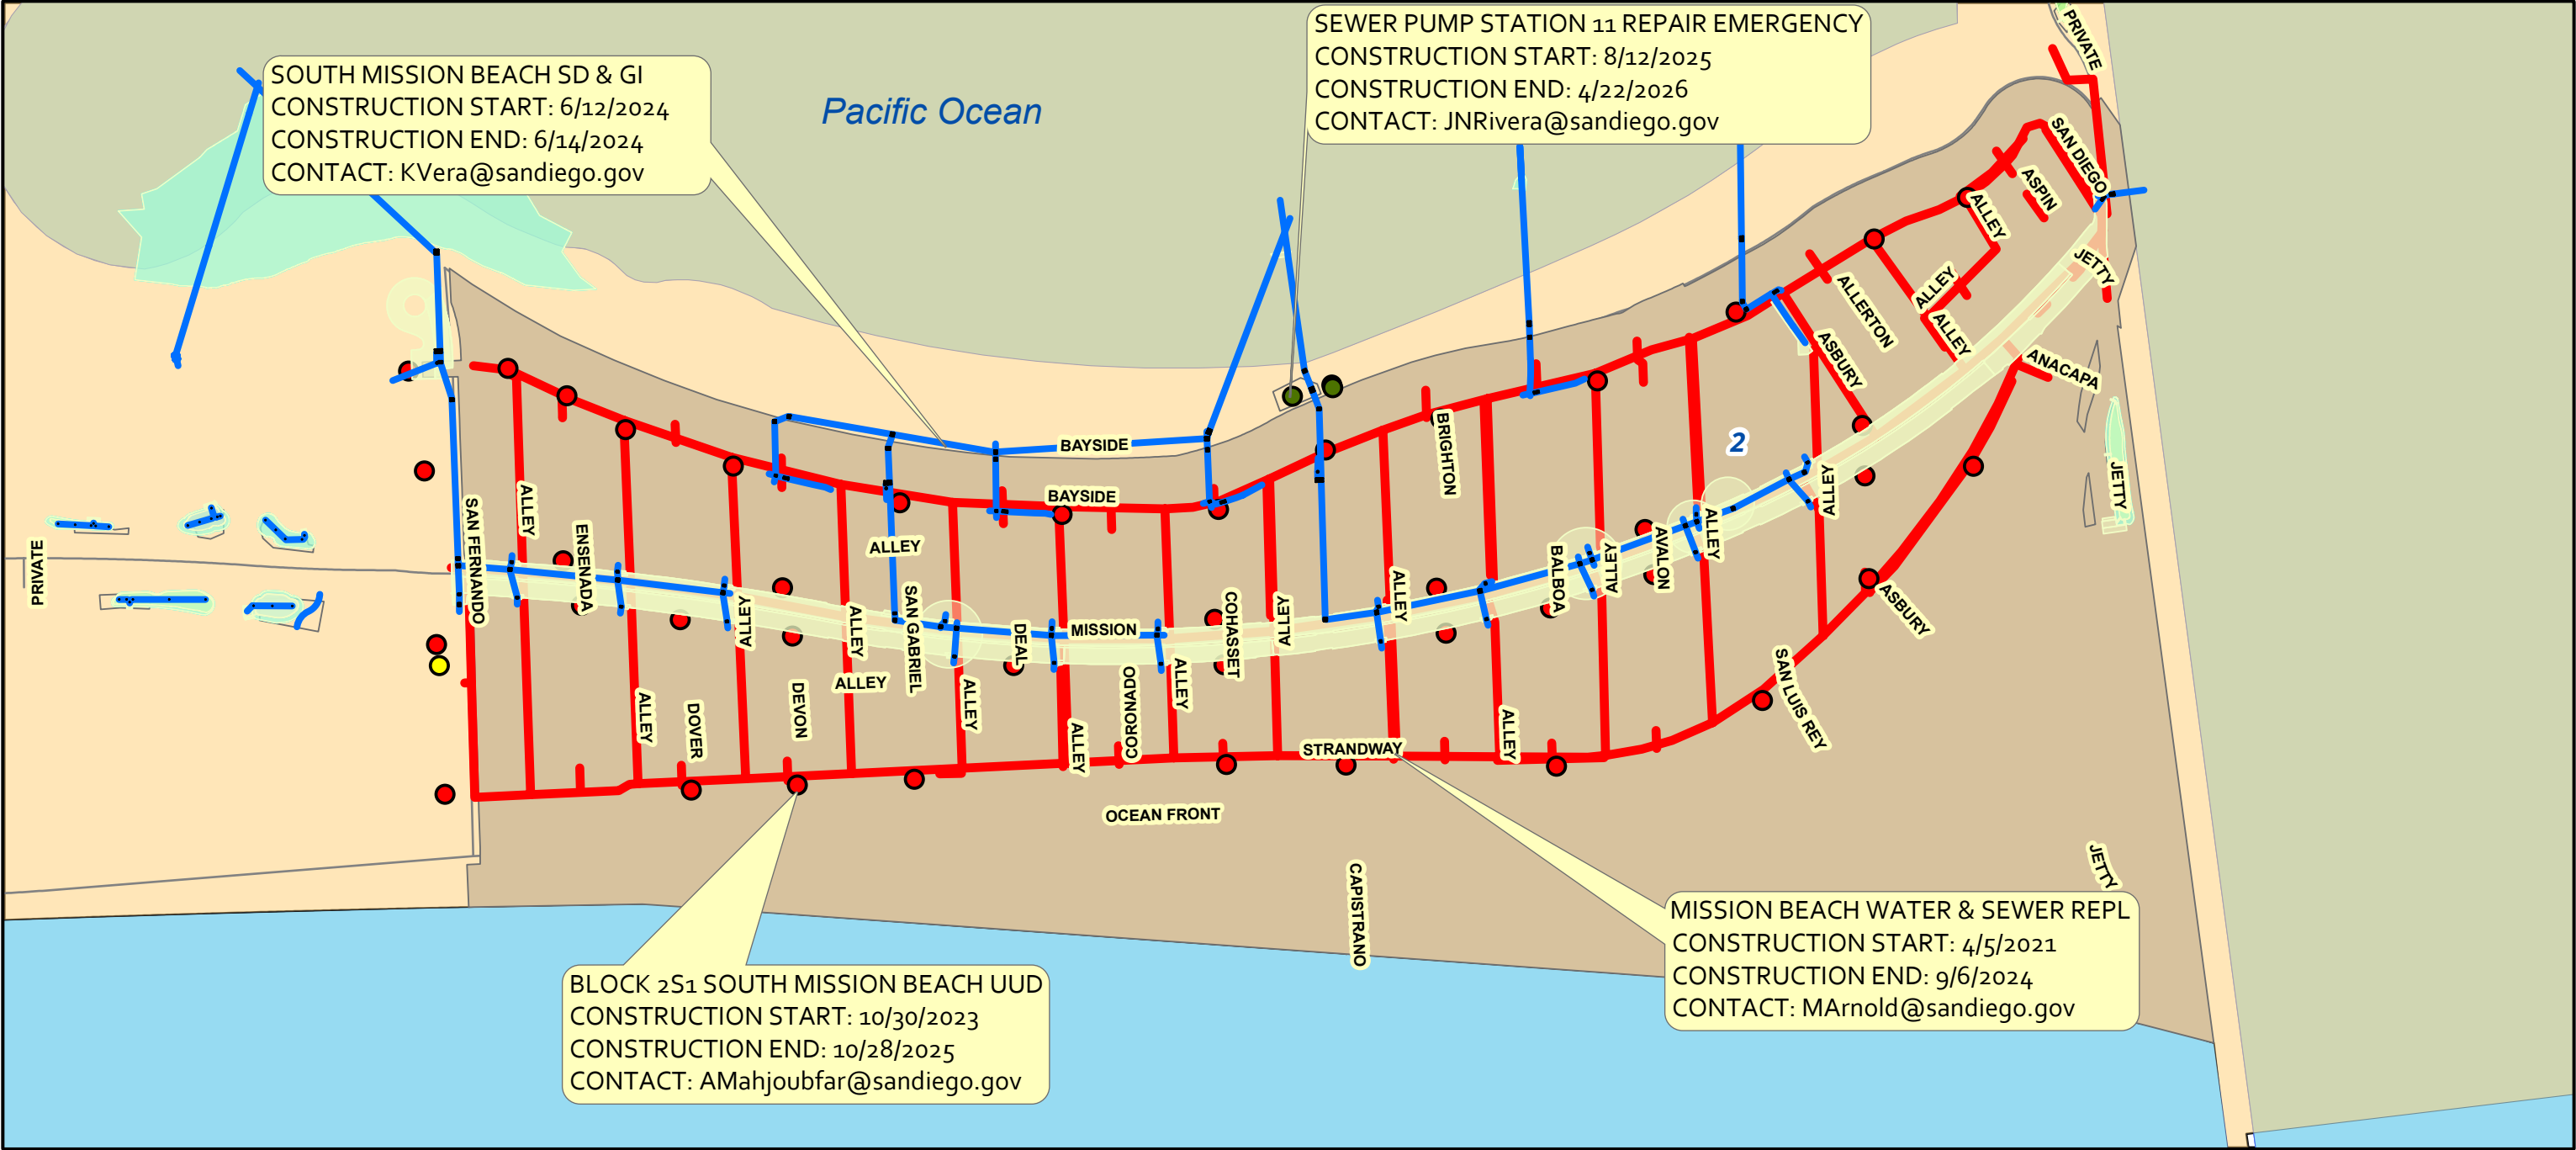 SOUTH MISSION BEACH SD & GI
CONSTRUCTION START: 6/12/2024
CONSTRUCTION END: 6/14/2024
CONTACT: KVera@sandiego.gov
Pacific Ocean
SEWER PUMP STATION 11 REPAIR EMERGENCY
CONSTRUCTION START: 8/12/2025
CONSTRUCTION END: 4/22/2026
CONTACT: JNRivera@sandiego.gov
PRIVATE
SAN DIEGO
ASPIN
ALLEY
JETTY
ALLERTON
ALLEY
ALLEY
ANACAPA
ASBURY
2
BRIGHTON
BAYSIDE
BAYSIDE
JETTY
ALLEY
ALLEY
SAN FERNANDO
ENSENADA
ALLEY
PRIVATE
ALLEY
ALLEY
SAN GABRIEL
DEAL
MISSION
COHASSET
ALLEY
ALLEY
BALBOA
ALLEY
AVALON
ALLEY
ASBURY
ALLEY
DOVER
DEVON
ALLEY
ALLEY
ALLEY
CORONADO
ALLEY
STRANDWAY
ALLEY
SAN LUIS REY
OCEAN FRONT
CAPISTRANO
JETTY
MISSION BEACH WATER & SEWER REPL
CONSTRUCTION START: 4/5/2021
CONSTRUCTION END: 9/6/2024
CONTACT: MArnold@sandiego.gov
BLOCK 2S1 SOUTH MISSION BEACH UUD
CONSTRUCTION START: 10/30/2023
CONSTRUCTION END: 10/28/2025
CONTACT: AMahjoubfar@sandiego.gov